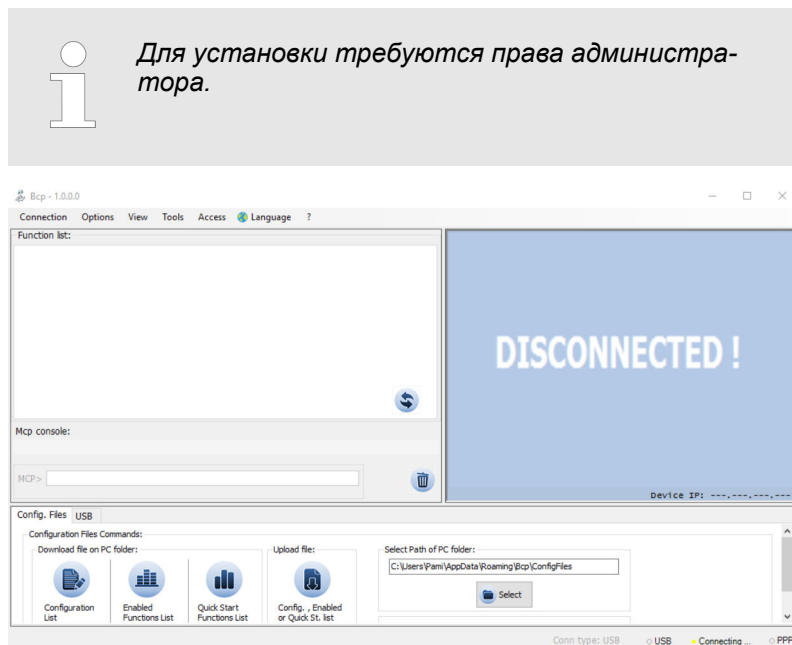 Для установки требуются права администра-
тора.
Bcp - 1.0.0.0
Connection Options View Tools Access Language ?
Function list:
DISCONNECTED !
Mcp console:
MCP>
Device IP: ---.---.---.---
Config. Files USB
Configuration Files Commands:
Download file on PC folder: Upload file: Select Path of PC folder:
C:\Users\Pami\AppData\Roaming\Bcp\ConfigFiles
Select
Configuration Enabled Quick Start Config. , Enabled
List Functions List Functions List or Quick St. list
Conn type: USB USB Connecting ... PPP